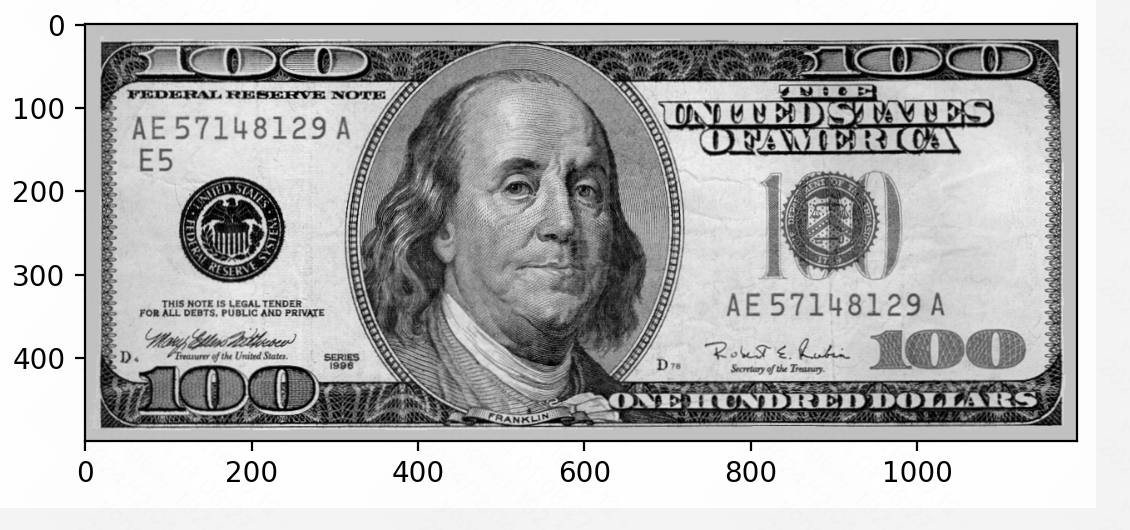 0
100
200
300
400
0
200
400
600
800
1000
100
100
FEDERAL RESERVE NOTE
THE
UNITED STATES
OF AMERICA
AE 57148129 A
E5
UNITED STATES
FEDERAL RESERVE SYSTEM
100
1789
AE 57148129 A
THIS NOTE IS LEGAL TENDER
FOR ALL DEBTS, PUBLIC AND PRIVATE
Mary Ellen Withrow
Treasurer of the United States.
D4
SERIES
1996
D 78
Robert E. Rubin
Secretary of the Treasury.
100
100
FRANKLIN
ONE HUNDRED DOLLARS